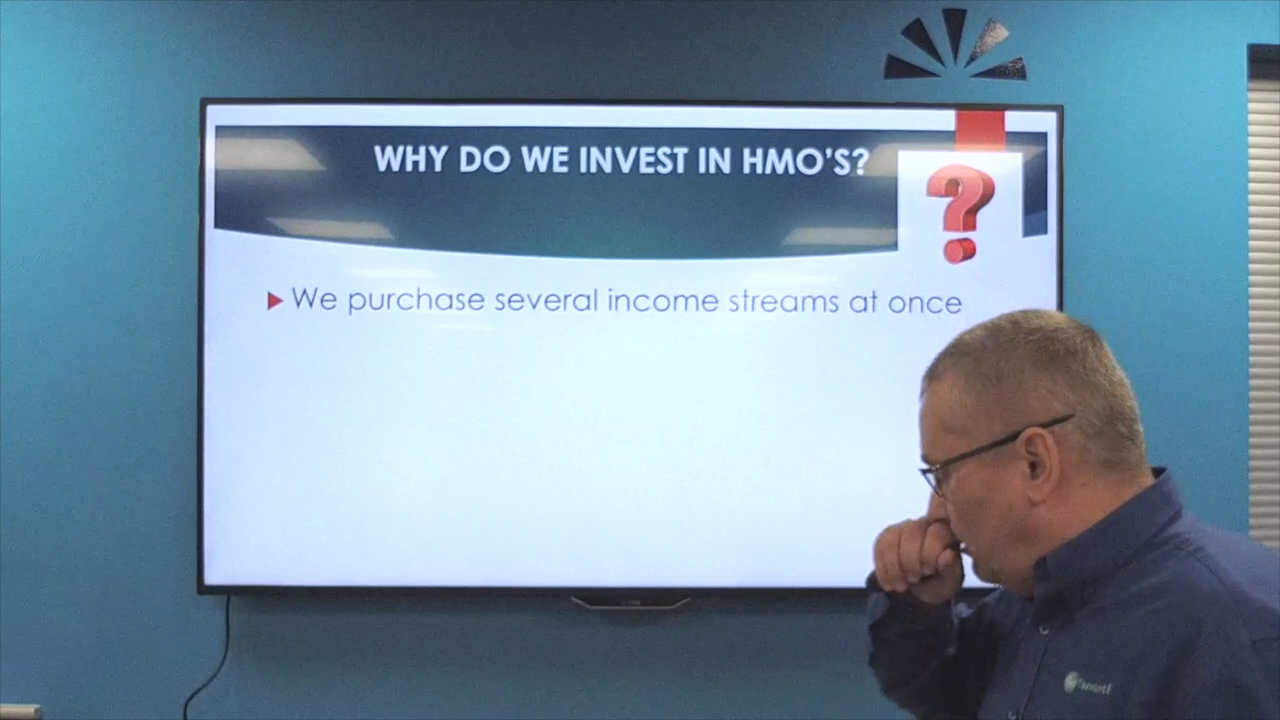 WHY DO WE INVEST IN HMO'S?
?
We purchase several income streams at once